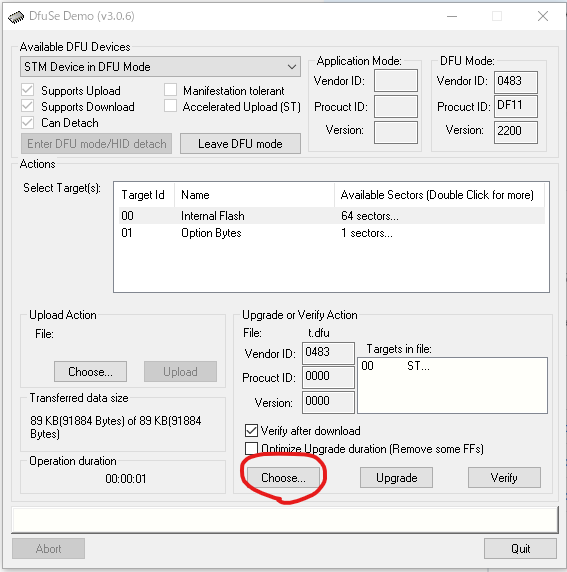 DfuSe Demo (v3.0.6)
Available DFU Devices
STM Device in DFU Mode
Supports Upload
Manifestation tolerant
Supports Download
Accelerated Upload (ST)
Can Detach
Enter DFU mode/HID detach
Leave DFU mode
Application Mode:
Vendor ID:
Procuct ID:
Version:
DFU Mode:
Vendor ID: 0483
Procuct ID: DF11
Version: 2200
Actions
Select Target(s):
Target Id Name Available Sectors (Double Click for more)
00 Internal Flash 64 sectors...
01 Option Bytes 1 sectors...
Upload Action
File:
Choose...
Upload
Transferred data size
89 KB(91884 Bytes) of 89 KB(91884
Bytes)
Operation duration
00:00:01
Upgrade or Verify Action
File: t.dfu
Vendor ID: 0483
Procuct ID: 0000
Version: 0000
Targets in file:
00 ST...
Verify after download
Optimize Upgrade duration (Remove some FFs)
Choose...
Upgrade
Verify
Abort
Quit